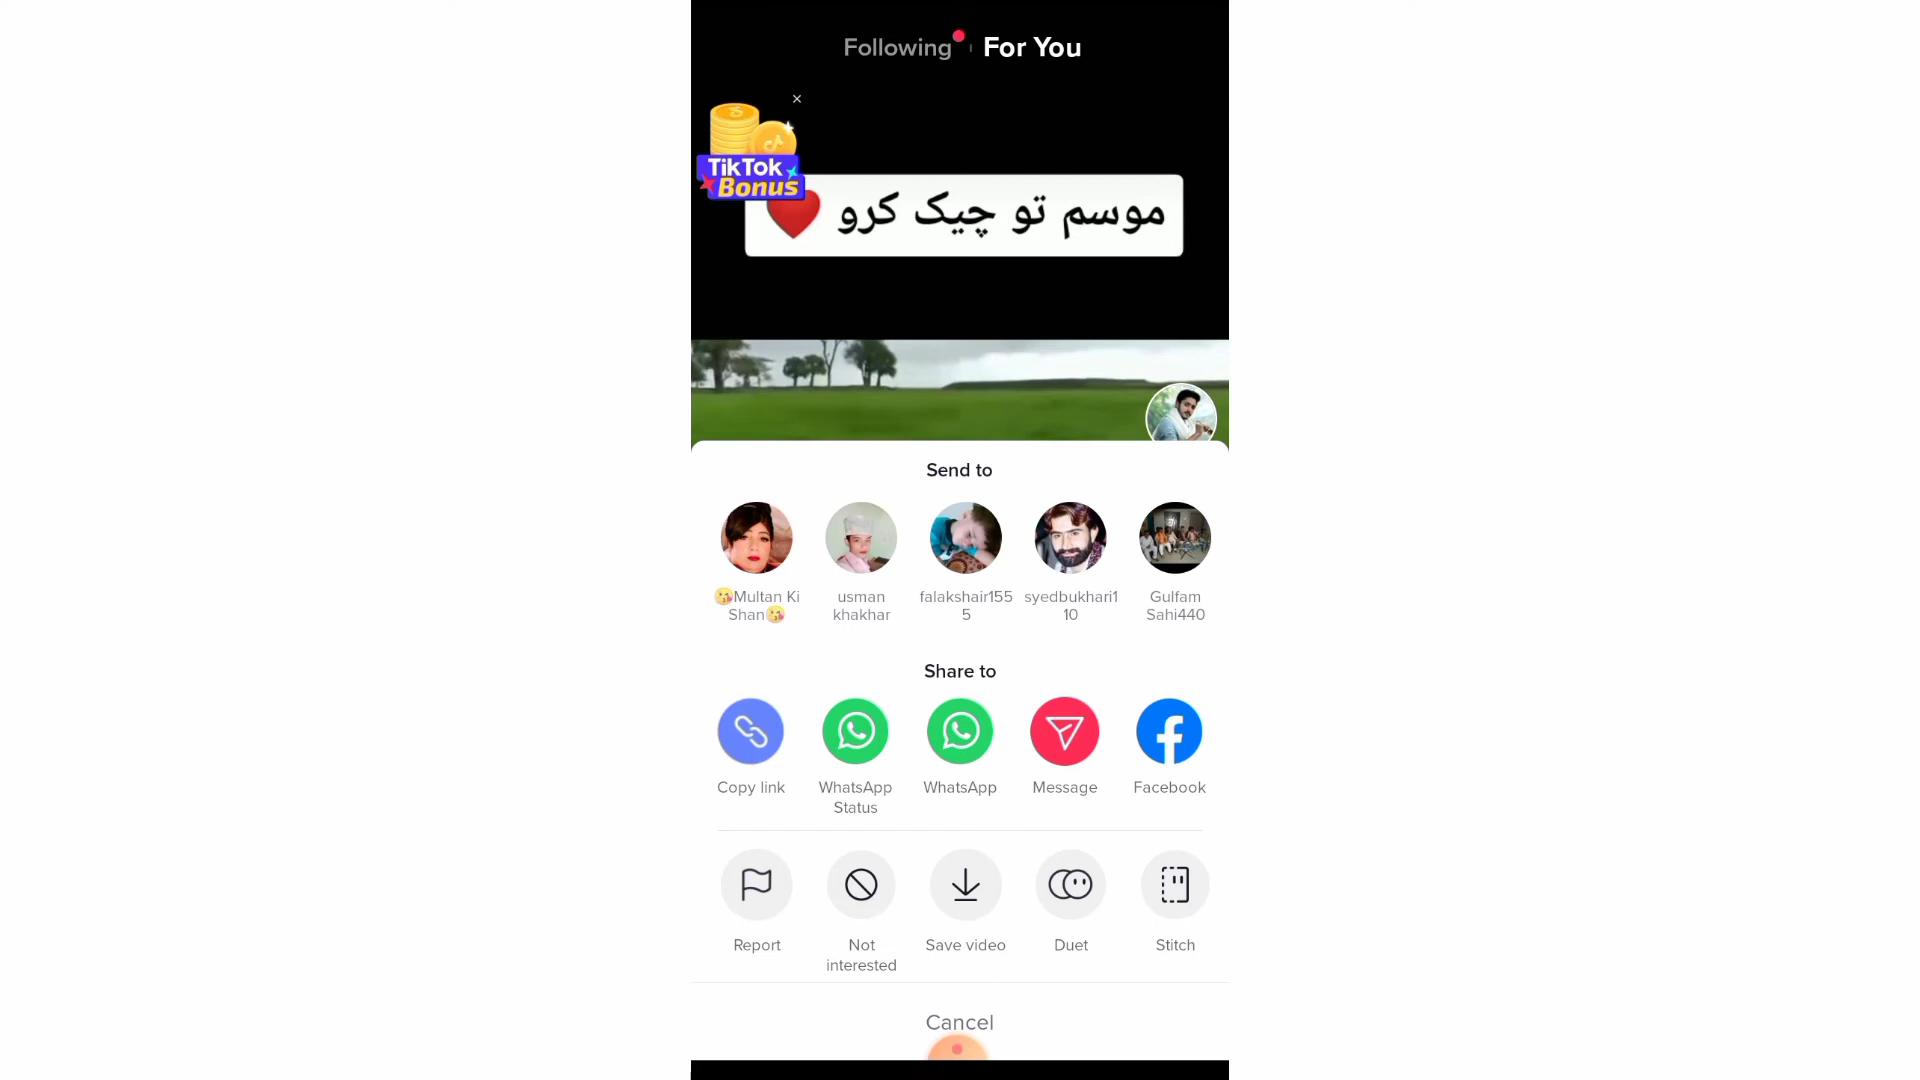 Following
For You
TikTok
Bonus
موسم تو چیک کرو ❤️
Send to
😘Multan Ki
Shan😘
usman
khakhar
falakshair155
5
syedbukhari1
10
Gulfam
Sahi440
Share to
Copy link
WhatsApp
Status
WhatsApp
Message
Facebook
Report
Not
interested
Save video
Duet
Stitch
Cancel